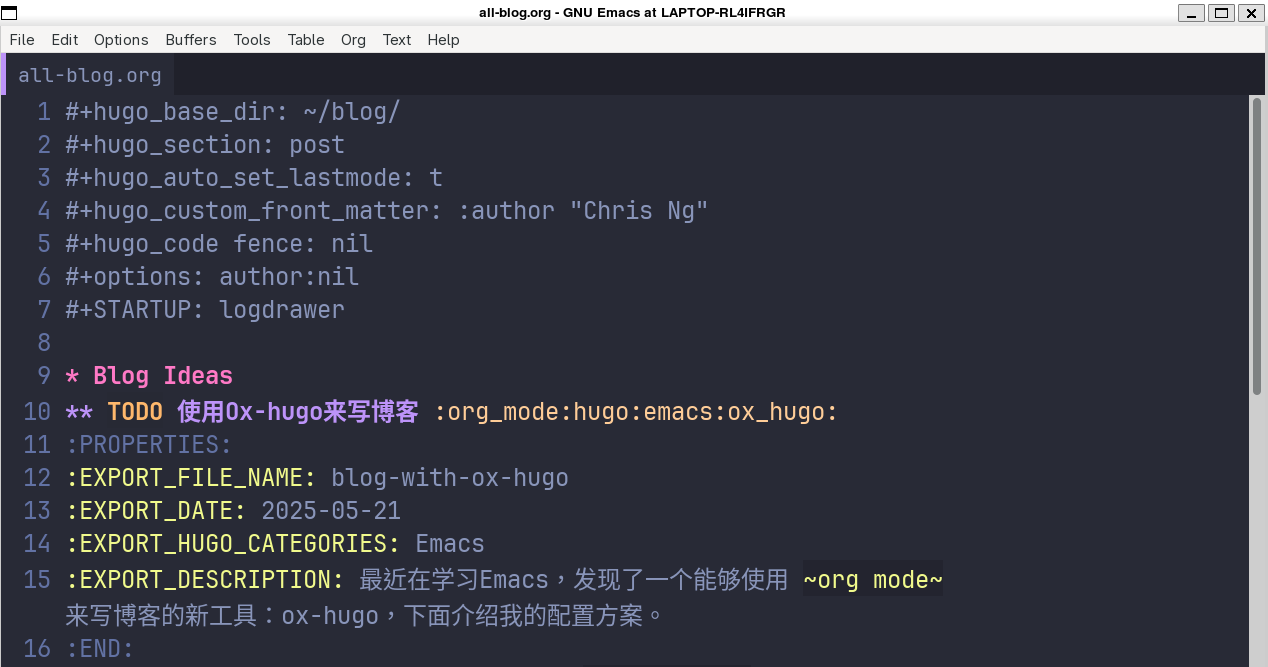 all-blog.org - GNU Emacs at LAPTOP-RL4IFRGR
File Edit Options Buffers Tools Table Org Text Help
all-blog.org
1 #+hugo_base_dir: ~/blog/
2 #+hugo_section: post
3 #+hugo_auto_set_lastmode: t
4 #+hugo_custom_front_matter: :author "Chris Ng"
5 #+hugo_code fence: nil
6 #+options: author:nil
7 #+STARTUP: logdrawer
8
9 * Blog Ideas
10 ** TODO 使用Ox-hugo来写博客 :org_mode:hugo:emacs:ox_hugo:
11 :PROPERTIES:
12 :EXPORT_FILE_NAME: blog-with-ox-hugo
13 :EXPORT_DATE: 2025-05-21
14 :EXPORT_HUGO_CATEGORIES: Emacs
15 :EXPORT_DESCRIPTION: 最近在学习Emacs，发现了一个能够使用 ~org mode~
来写博客的新工具：ox-hugo，下面介绍我的配置方案。
16 :END: